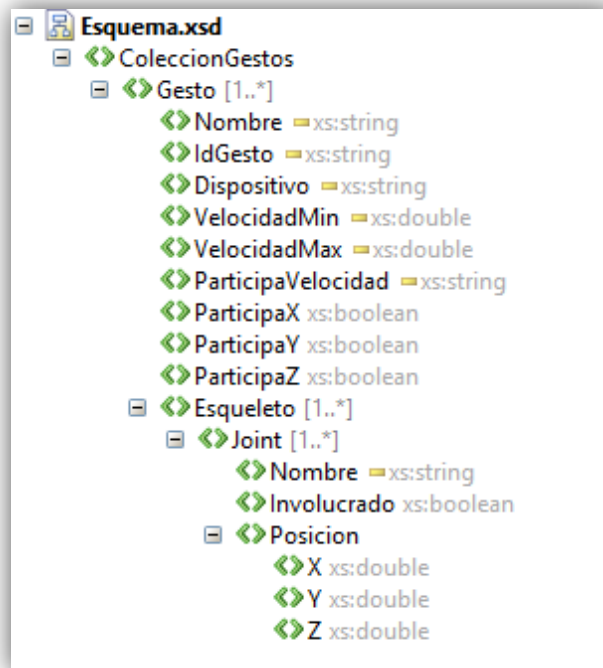 Esquema.xsd
ColeccionGestos
Gesto [1..*]
Nombre xs:string
IdGesto xs:string
Dispositivo xs:string
VelocidadMin xs:double
VelocidadMax xs:double
ParticipaVelocidad xs:string
ParticipaX xs:boolean
ParticipaY xs:boolean
ParticipaZ xs:boolean
Esqueleto [1..*]
Joint [1..*]
Nombre xs:string
Involucrado xs:boolean
Posicion
X xs:double
Y xs:double
Z xs:double